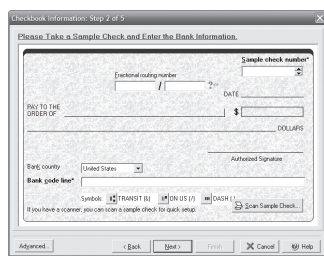 Checkbook Information: Step 2 of 5
Please Take a Sample Check and Enter the Bank Information.
Sample check number*
Fractional routing number
/
DATE
PAY TO THE
ORDER OF
$
DOLLARS
Authorized Signature
Bank country United States
Bank code line*
Symbols: TRANSIT (&) ON US (/) DASH (-)
If you have a scanner, you can scan a sample check for quick setup. Scan Sample Check...
Advanced... < Back Next > Finish Cancel Help